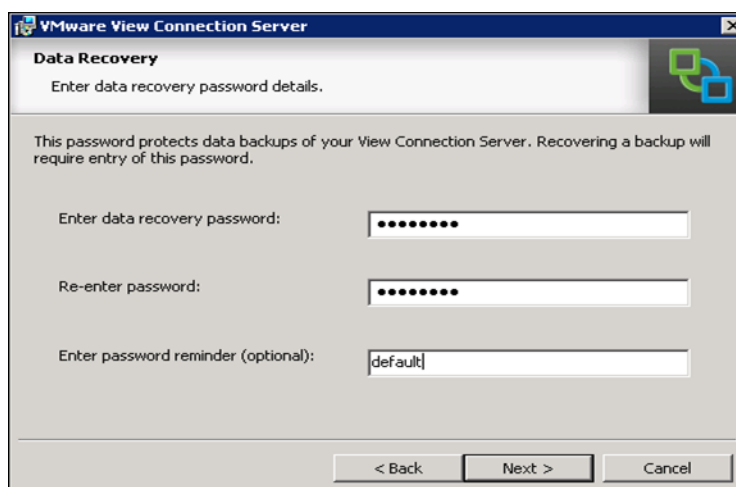 VMware View Connection Server
Data Recovery
Enter data recovery password details.
This password protects data backups of your View Connection Server. Recovering a backup will
require entry of this password.
Enter data recovery password:
Re-enter password:
Enter password reminder (optional):
default
< Back
Next >
Cancel